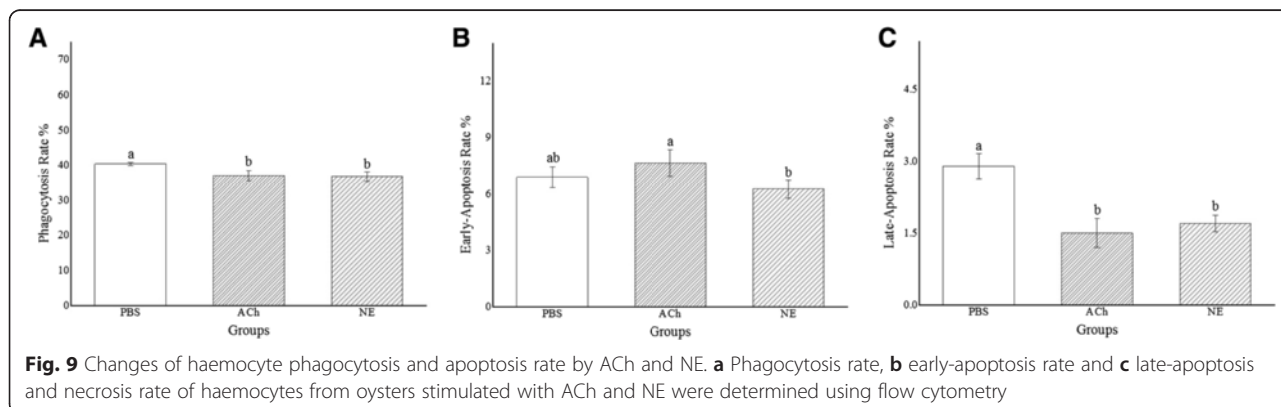 A
Phagocytosis Rate %
70
60
50
40
30
20
10
0
a
b
b
PBS
ACh
NE
Groups
B
Early-Apoptosis Rate %
12
9
6
3
0
ab
a
b
PBS
ACh
NE
Groups
C
Late-Apoptosis Rate %
4.5
3.0
1.5
0.0
a
b
b
PBS
ACh
NE
Groups
Fig. 9 Changes of haemocyte phagocytosis and apoptosis rate by ACh and NE. a Phagocytosis rate, b early-apoptosis rate and c late-apoptosis
and necrosis rate of haemocytes from oysters stimulated with ACh and NE were determined using flow cytometry